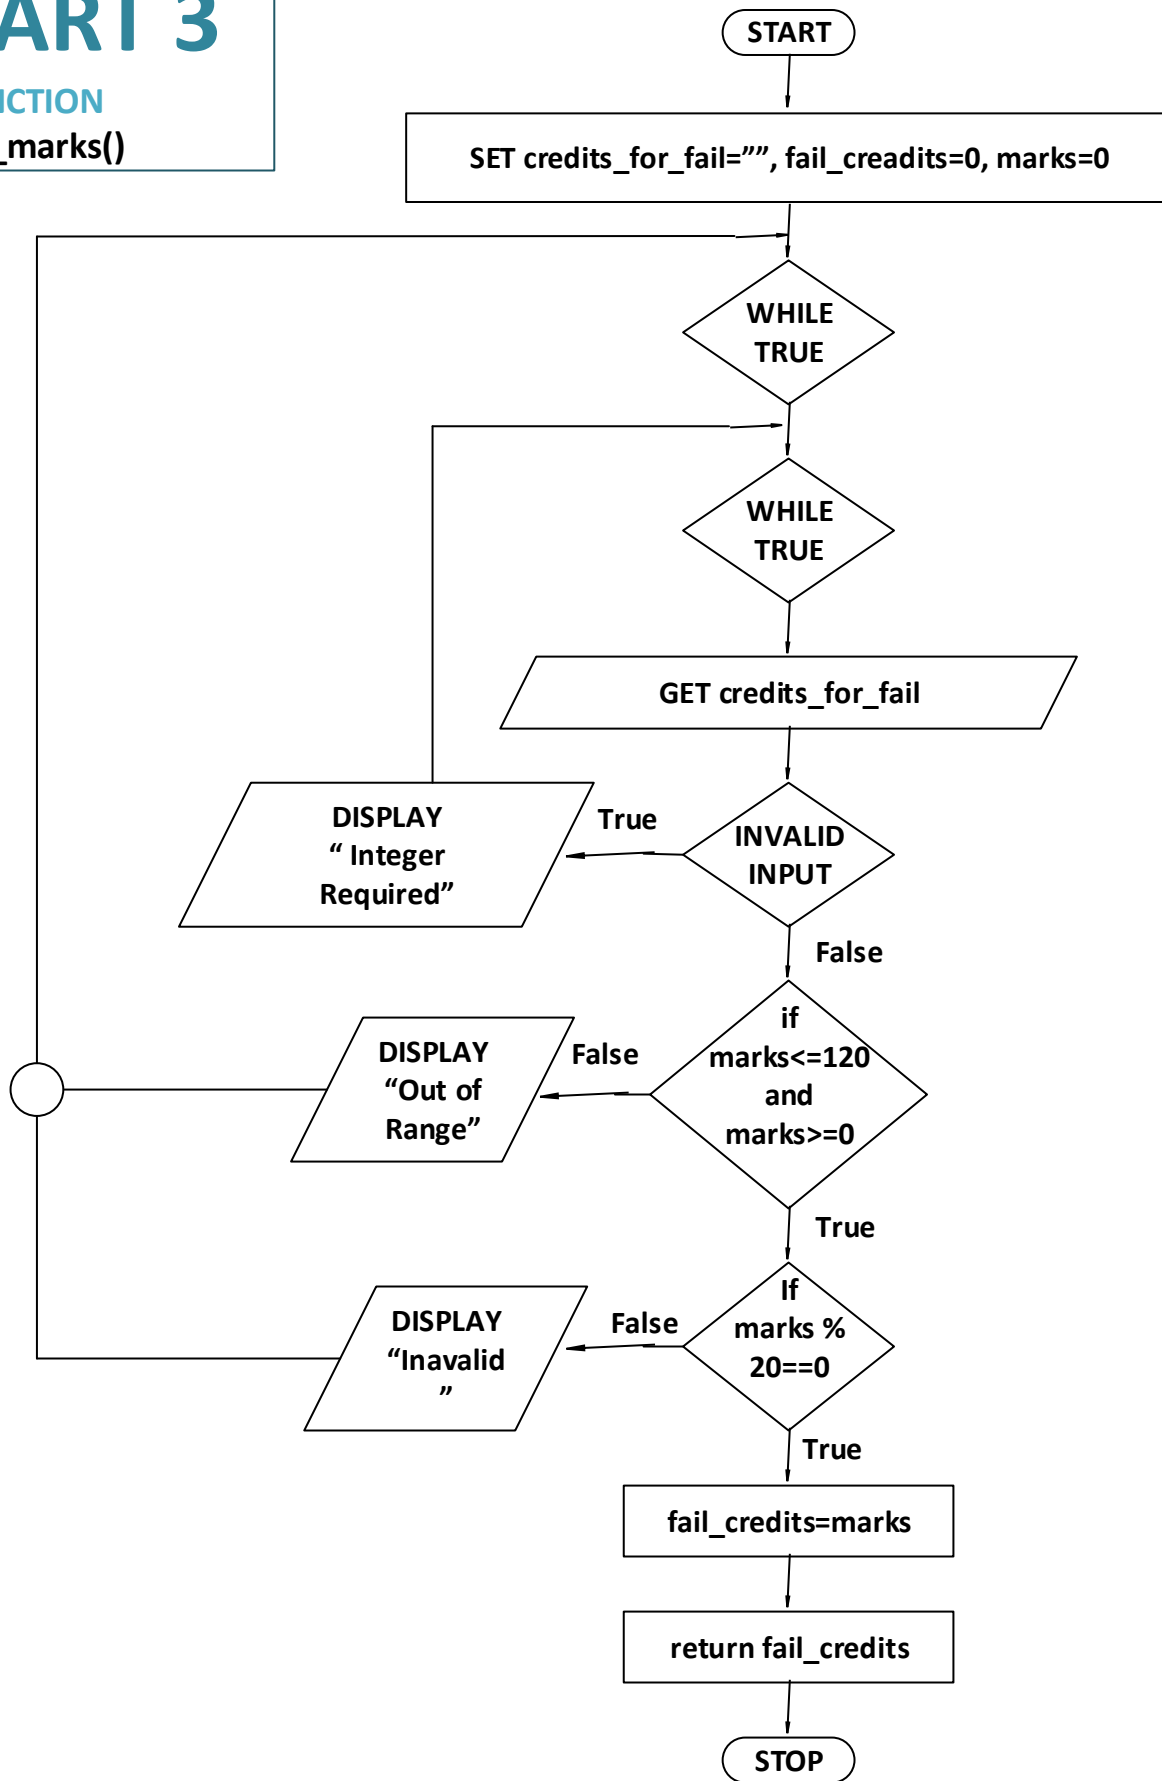 ART 3
NCTION
_marks()
START
SET credits_for_fail=””, fail_creadits=0, marks=0
WHILE
TRUE
WHILE
TRUE
GET credits_for_fail
DISPLAY
“ Integer
Required”
True
INVALID
INPUT
False
DISPLAY
“Out of
Range”
False
if
marks<=120
and
marks>=0
True
DISPLAY
“Inavalid
”
False
If
marks %
20==0
True
fail_credits=marks
return fail_credits
STOP